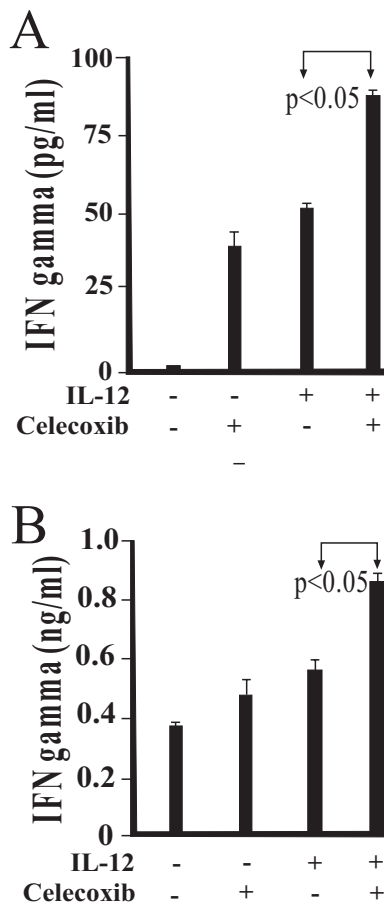 A
100
p<0.05
75
50
25
0
IFN gamma (pg/ml)
IL-12 - - + +
Celecoxib - + - +
–
B
1.0
p<0.05
0.8
0.6
0.4
0.2
0
IFN gamma (ng/ml)
IL-12 - - + +
Celecoxib - + - +